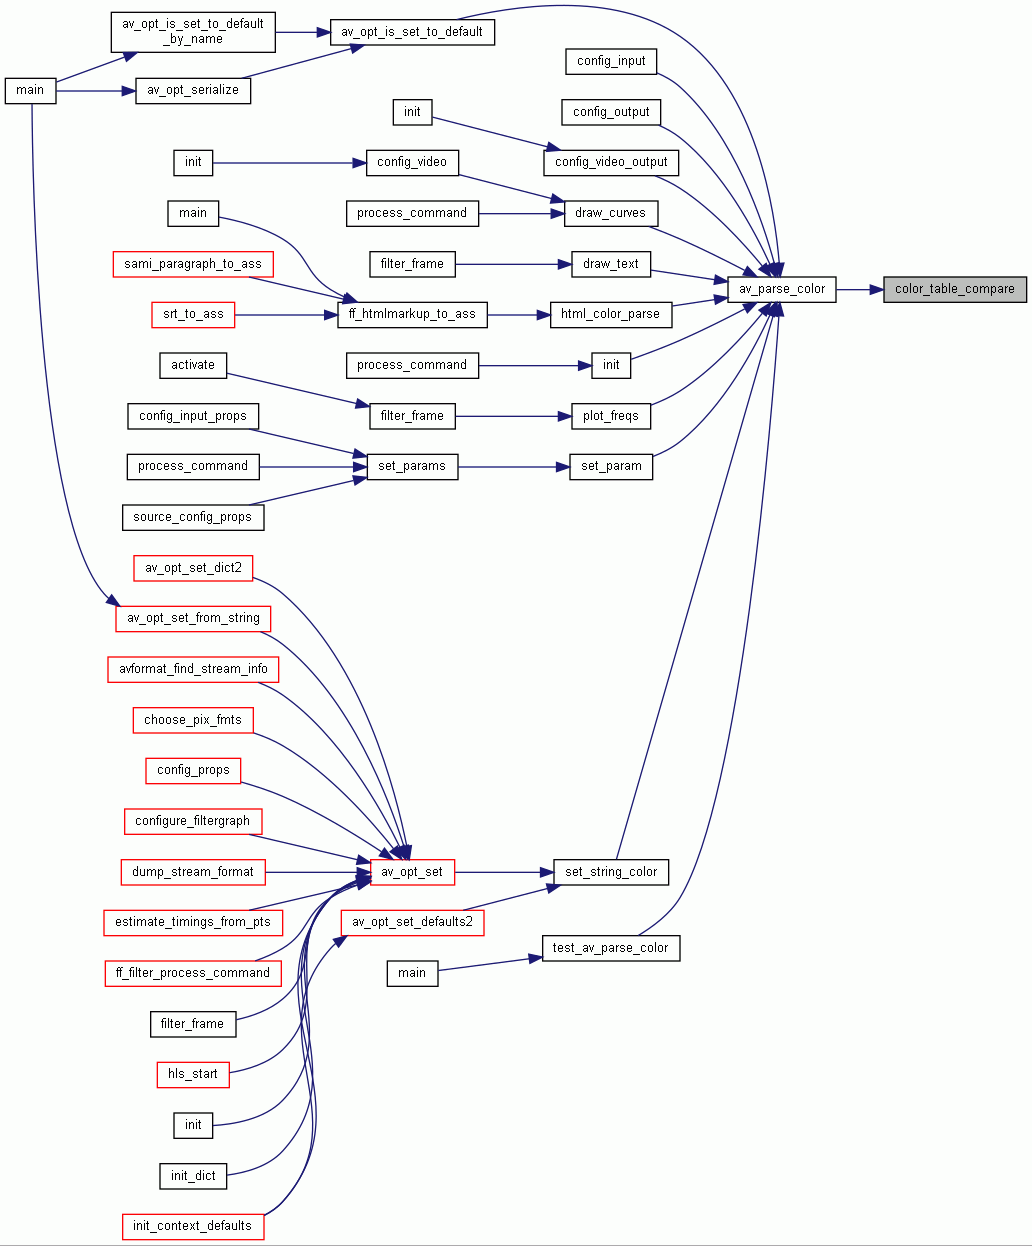 av_opt_is_set_to_default
_by_name
av_opt_is_set_to_default
config_input
main
av_opt_serialize
init
config_output
init
config_video
config_video_output
main
process_command
draw_curves
sami_paragraph_to_ass
filter_frame
draw_text
av_parse_color
color_table_compare
srt_to_ass
ff_htmlmarkup_to_ass
html_color_parse
activate
process_command
init
config_input_props
filter_frame
plot_freqs
process_command
set_params
set_param
source_config_props
av_opt_set_dict2
av_opt_set_from_string
avformat_find_stream_info
choose_pix_fmts
config_props
configure_filtergraph
dump_stream_format
av_opt_set
set_string_color
estimate_timings_from_pts
av_opt_set_defaults2
test_av_parse_color
ff_filter_process_command
main
filter_frame
hls_start
init
init_dict
init_context_defaults